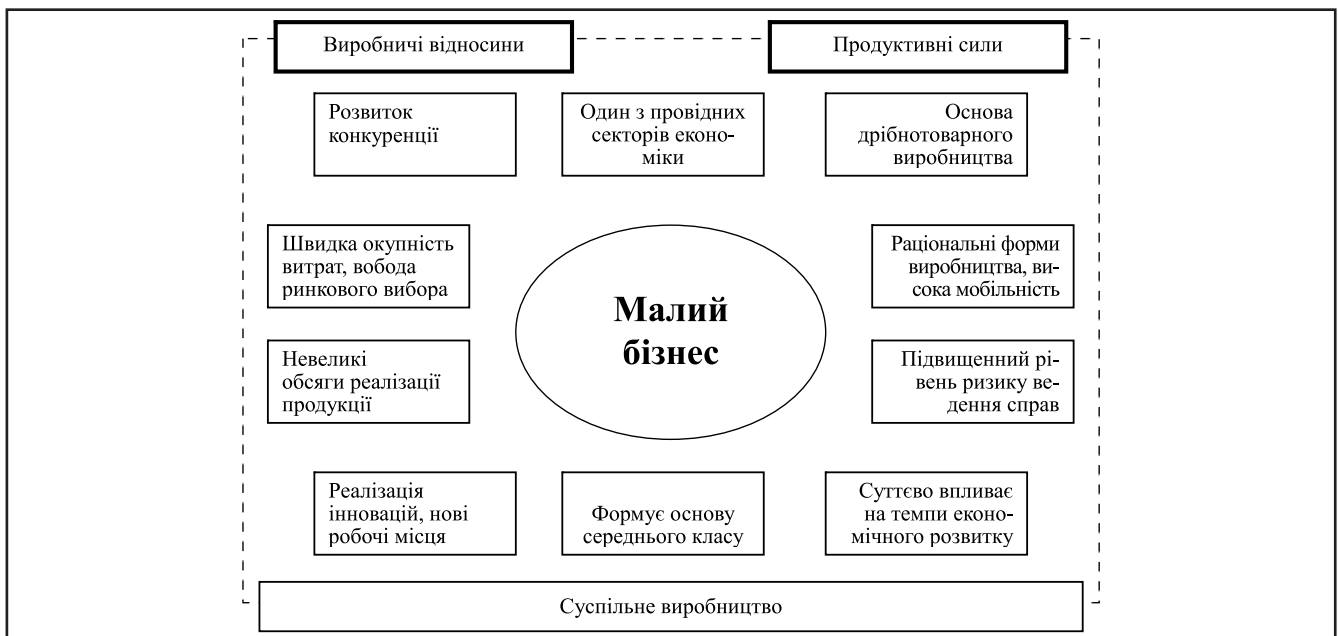 Виробничі відносини
Продуктивні сили
Розвиток
конкуренції
Один з провідних
секторів еконо-
міки
Основа
дрібнотоварного
виробництва
Швидка окупність
витрат, вобода
ринкового вибора
Раціональні форми
виробництва, ви-
сока мобільність
Малий
бізнес
Невеликі
обсяги реалізації
продукції
Підвищенний рі-
вень ризику ве-
дення справ
Реалізація
інновацій, нові
робочі місця
Формує основу
середнього класу
Суттєво впливає
на темпи еконо-
мічного розвитку
Суспільне виробництво